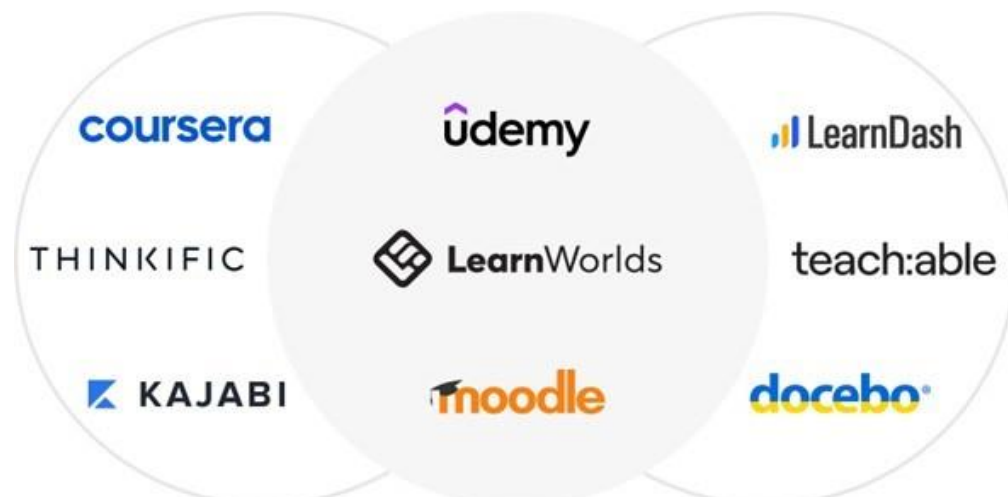 coursera
udemy
LearnDash
THINKIFIC
LearnWorlds
teach:able
KAJABI
moodle
docebo®